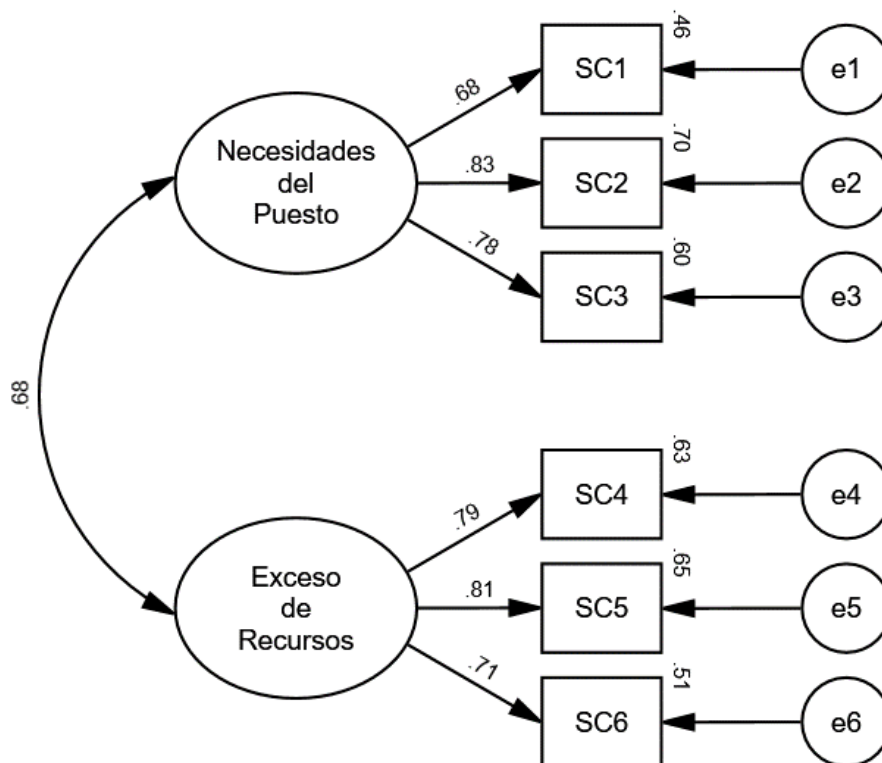 .46
SC1
e1
.68
.70
Necesidades
del
Puesto
.83
SC2
e2
.78
.60
SC3
e3
.68
.63
SC4
e4
.79
.65
Exceso
de
Recursos
.81
SC5
e5
.71
.51
SC6
e6